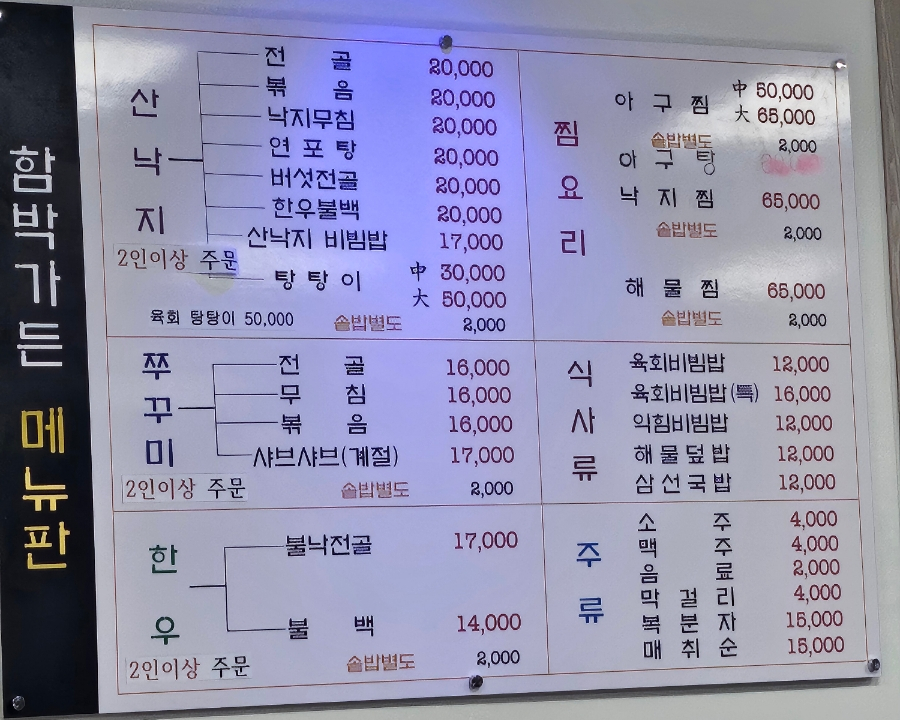 함박가든 메뉴판
산낙지
전 골 20,000
볶 음 20,000
낙지무침 20,000
연 포 탕 20,000
버섯전골 20,000
한우불백 20,000
산낙지 비빔밥 17,000
2인이상 주문
탕 탕 이 中 30,000
大 50,000
육회 탕탕이 50,000 솥밥별도 2,000
쭈꾸미
전 골 16,000
무 침 16,000
볶 음 16,000
샤브샤브(계절) 17,000
2인이상 주문 솥밥별도 2,000
한우
불낙전골 17,000
불 백 14,000
2인이상 주문 솥밥별도 2,000
찜요리
아 구 찜 中 50,000
大 65,000
솥밥별도 2,000
아 구 탕
낙 지 찜 65,000
솥밥별도 2,000
해 물 찜 65,000
솥밥별도 2,000
식사류
육회비빔밥 12,000
육회비빔밥(특) 16,000
익힘비빔밥 12,000
해 물 덮 밥 12,000
삼 선 국 밥 12,000
주류
소 주 4,000
맥 주 4,000
음 료 2,000
막 걸 리 4,000
복 분 자 15,000
매 취 순 15,000